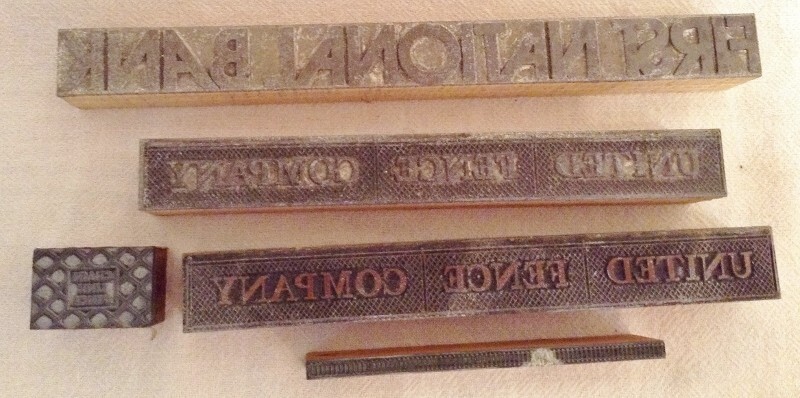 FIRST NATIONAL BANK
UNITED FENCE COMPANY
UNITED FENCE COMPANY